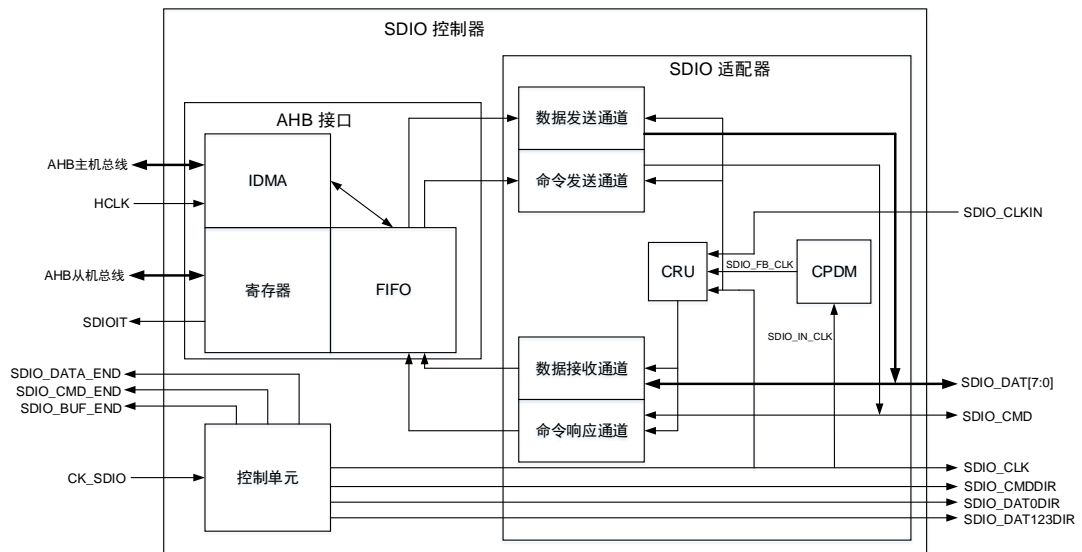 SDIO 控制器
SDIO 适配器
AHB 接口
数据发送通道
AHB主机总线
IDMA
命令发送通道
HCLK
SDIO_CLKIN
CRU
SDIO_FB_CLK
CPDM
AHB从机总线
寄存器
FIFO
SDIOIT
SDIO_IN_CLK
数据接收通道
SDIO_DATA_END
SDIO_DAT[7:0]
SDIO_CMD_END
SDIO_BUF_END
SDIO_CMD
命令响应通道
CK_SDIO
控制单元
SDIO_CLK
SDIO_CMDDIR
SDIO_DAT0DIR
SDIO_DAT123DIR